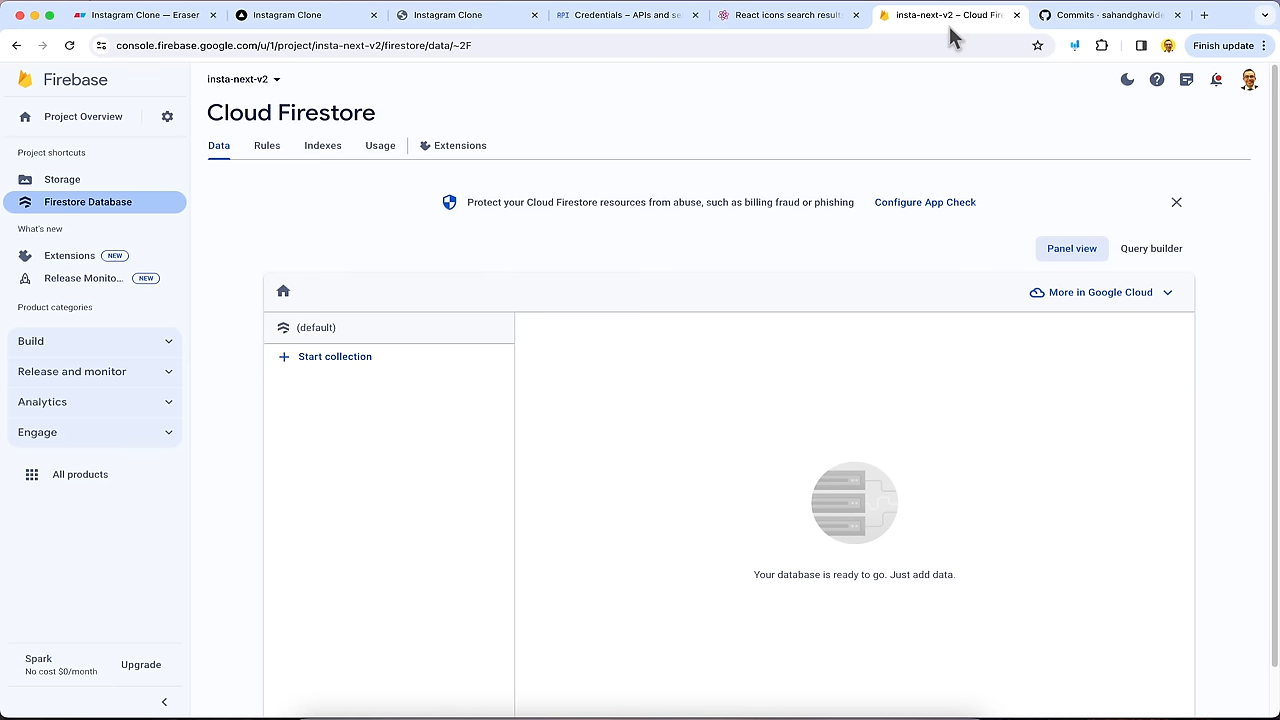 Instagram Clone — Eraser
Instagram Clone
Instagram Clone
API Credentials – APIs and se
React icons search result
insta-next-v2 – Cloud Fir
Commits · sahandghavide
console.firebase.google.com/u/1/project/insta-next-v2/firestore/data/~2F
Finish update
Firebase
insta-next-v2
Project Overview
Cloud Firestore
Data
Rules
Indexes
Usage
Extensions
Project shortcuts
Storage
Firestore Database
What's new
Extensions NEW
Release Monito... NEW
Product categories
Build
Release and monitor
Analytics
Engage
All products
Spark
No cost $0/month
Upgrade
Protect your Cloud Firestore resources from abuse, such as billing fraud or phishing
Configure App Check
Panel view
Query builder
More in Google Cloud
(default)
Start collection
Your database is ready to go. Just add data.